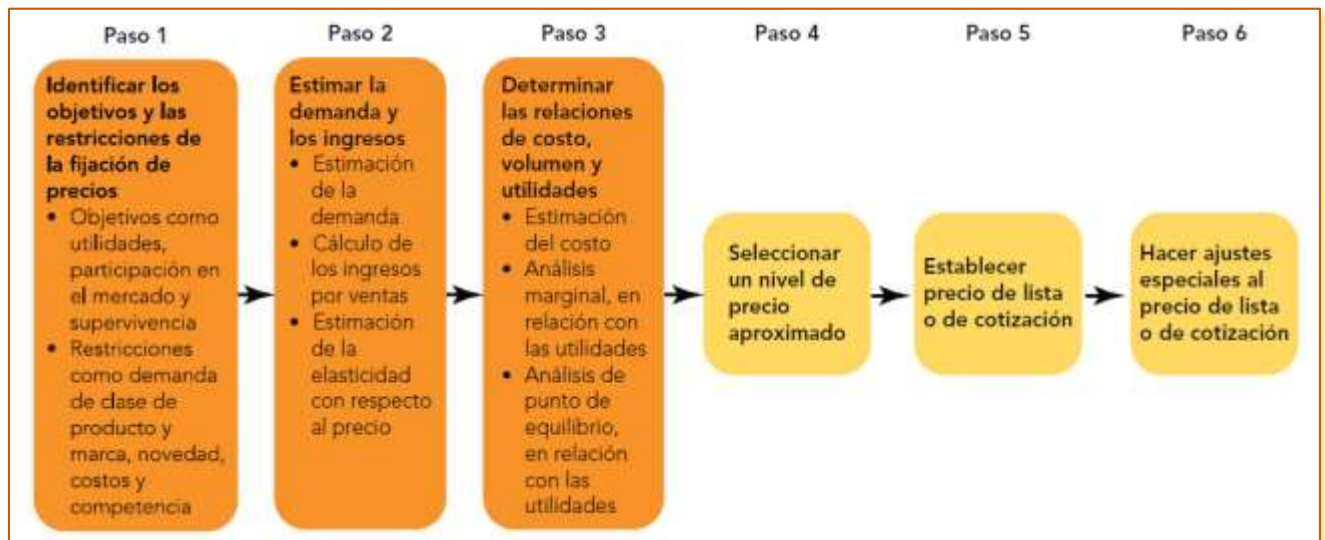 Paso 1
Paso 2
Paso 3
Paso 4
Paso 5
Paso 6
Identificar los
objetivos y las
restricciones de
la fijación de
precios
• Objetivos como
utilidades,
participación en
el mercado y
supervivencia
• Restricciones
como demanda
de clase de
producto y
marca, novedad,
costos y
competencia
Estimar la
demanda y
los ingresos
• Estimación
de la
demanda
• Cálculo de
los ingresos
por ventas
• Estimación
de la
elasticidad
con respecto
al precio
Determinar
las relaciones
de costo,
volumen y
utilidades
• Estimación
del costo
• Análisis
marginal, en
relación con
las utilidades
• Análisis de
punto de
equilibrio,
en relación
con las
utilidades
Seleccionar
un nivel de
precio
aproximado
Establecer
precio de lista
o de cotización
Hacer ajustes
especiales al
precio de lista
o de cotización